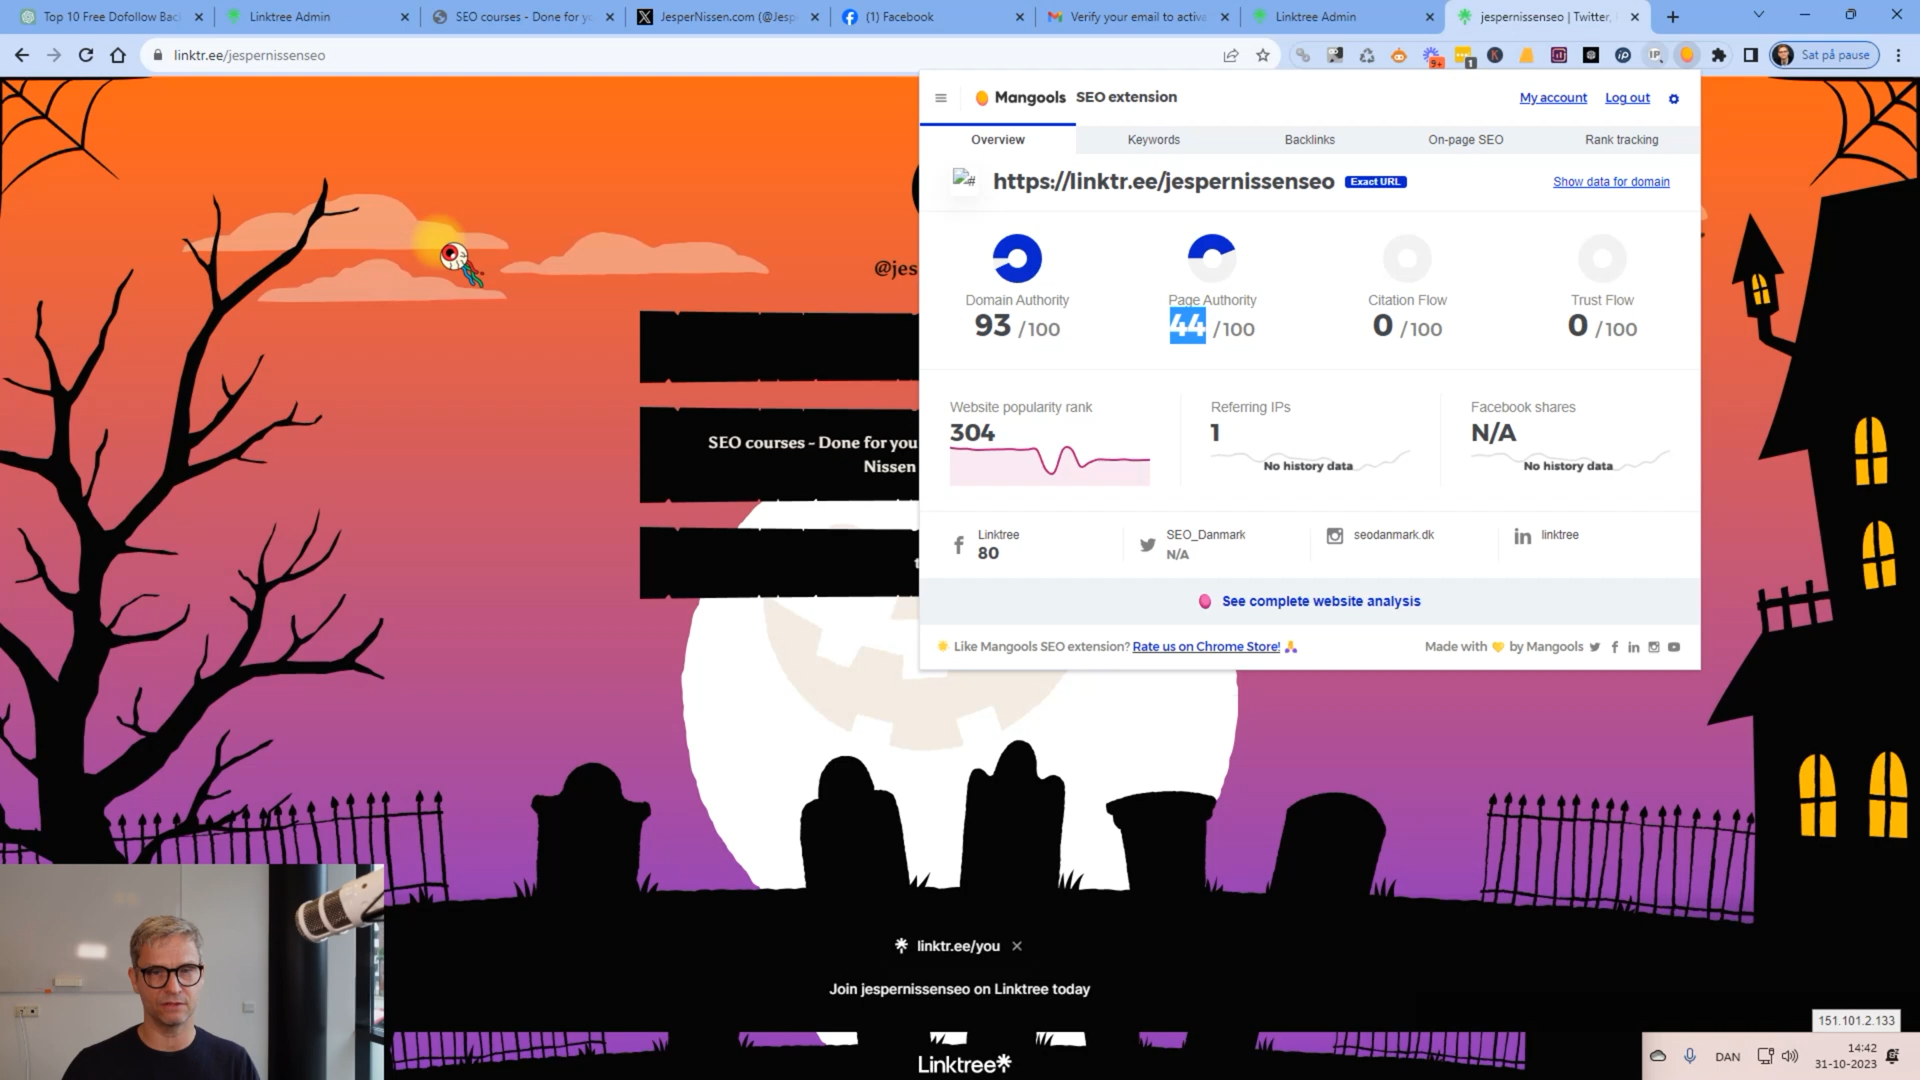 Top 10 Free Dofollow Bac
Linktree Admin
SEO courses - Done for yo
JesperNissen.com (@Jesp
(1) Facebook
Verify your email to activa
Linktree Admin
jespernissenseo | Twitter,
linktr.ee/jespernissenseo
9+
1
IP
Sat på pause
Mangools SEO extension
My account
Log out
Overview
Keywords
Backlinks
On-page SEO
Rank tracking
https://linktr.ee/jespernissenseo
Exact URL
Show data for domain
Domain Authority
93 /100
Page Authority
44 /100
Citation Flow
0 /100
Trust Flow
0 /100
@jes
SEO courses - Done for you
Nissen
t
Website popularity rank
304
Referring IPs
1
No history data
Facebook shares
N/A
No history data
Linktree
80
SEO_Danmark
N/A
seodanmark.dk
linktree
See complete website analysis
Like Mangools SEO extension? Rate us on Chrome Store!
Made with by Mangools
linktr.ee/you
Join jespernissenseo on Linktree today
Linktree
151.101.2.133
DAN
14:42
31-10-2023